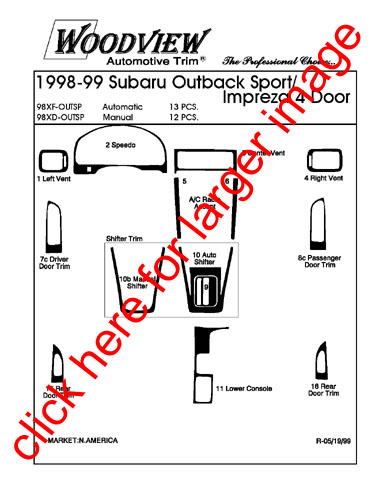 WOODVIEW
Automotive Trim®
The Professional Choice...
1998-99 Subaru Outback Sport/
Impreza 4 Door
98XF-OUTSP Automatic 13 PCS.
98XD-OUTSP Manual 12 PCS.
2 Speedo
Vent
1 Left Vent
4 Right Vent
5 6
A/C Radio
Accent
Shifter Trim
7c Driver
Door Trim
10 Auto
Shifter
8c Passenger
Door Trim
9
10b Manual
Shifter
11 Lower Console
Rear
Door Trim
16 Rear
Door Trim
MARKET:N.AMERICA
R-05/19/99
click here for larger image